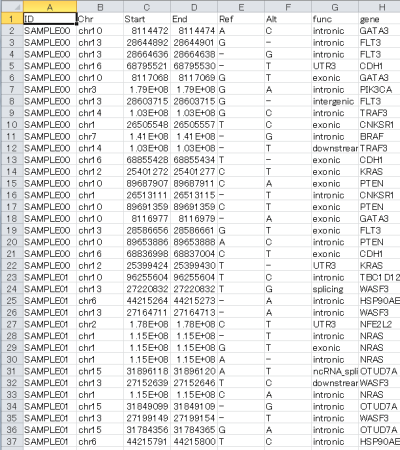 A B C D E F G H
1 ID Chr Start End Ref Alt func gene
2 SAMPLE00 chr10 8114472 8114474 A C intronic GATA3
3 SAMPLE00 chr13 28644892 28644901 G - intronic FLT3
4 SAMPLE00 chr13 28664636 28664638 - G intronic FLT3
5 SAMPLE00 chr16 68795521 68795530 - T UTR3 CDH1
6 SAMPLE00 chr10 8117068 8117069 G T exonic GATA3
7 SAMPLE00 chr3 1.79E+08 1.79E+08 G A intronic PIK3CA
8 SAMPLE00 chr13 28603715 28603715 G - intergenic FLT3
9 SAMPLE00 chr14 1.03E+08 1.03E+08 G C intronic TRAF3
10 SAMPLE00 chr1 26505548 26505557 T C exonic CNKSR1
11 SAMPLE00 chr7 1.41E+08 1.41E+08 - G intronic BRAF
12 SAMPLE00 chr14 1.03E+08 1.03E+08 - T downstrear TRAF3
13 SAMPLE00 chr16 68855428 68855434 T - exonic CDH1
14 SAMPLE00 chr12 25401272 25401277 C T exonic KRAS
15 SAMPLE00 chr10 89687907 89687911 C A exonic PTEN
16 SAMPLE00 chr1 26513111 26513115 - T intronic CNKSR1
17 SAMPLE00 chr10 89691359 89691359 C T exonic PTEN
18 SAMPLE00 chr10 8116977 8116979 - A exonic GATA3
19 SAMPLE00 chr13 28586656 28586661 G T exonic FLT3
20 SAMPLE00 chr10 89653886 89653888 A C intronic PTEN
21 SAMPLE00 chr16 68836998 68837004 C T exonic CDH1
22 SAMPLE00 chr12 25399424 25399430 T - UTR3 KRAS
23 SAMPLE01 chr10 96255604 96255604 T C intronic TBC1D12
24 SAMPLE01 chr13 27220832 27220832 T G splicing WASF3
25 SAMPLE01 chr6 44215264 44215273 - A intronic HSP90AE
26 SAMPLE01 chr13 27164711 27164713 - A intronic WASF3
27 SAMPLE01 chr2 1.78E+08 1.78E+08 C T UTR3 NFE2L2
28 SAMPLE01 chr1 1.15E+08 1.15E+08 - T intronic NRAS
29 SAMPLE01 chr1 1.15E+08 1.15E+08 G T exonic NRAS
30 SAMPLE01 chr1 1.15E+08 1.15E+08 A - intronic NRAS
31 SAMPLE01 chr15 31896118 31896120 A T ncRNA_spli OTUD7A
32 SAMPLE01 chr13 27152639 27152646 T C downstrear WASF3
33 SAMPLE01 chr1 1.15E+08 1.15E+08 C A intronic NRAS
34 SAMPLE01 chr15 31849099 31849109 - G intronic OTUD7A
35 SAMPLE01 chr13 27199149 27199154 - T intronic WASF3
36 SAMPLE01 chr15 31784356 31784365 G A intronic OTUD7A
37 SAMPLE01 chr6 44215791 44215800 T C intronic HSP90AE